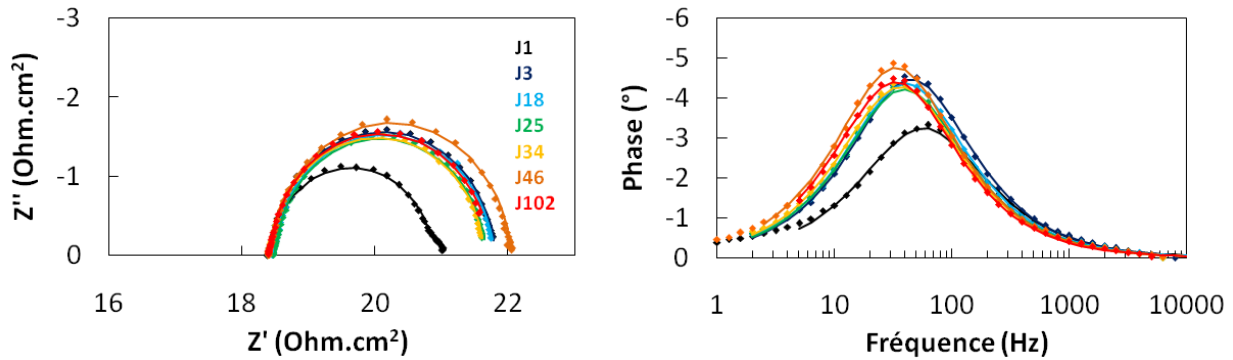 Z'' (Ohm.cm²)
-3
-2
-1
0
16
18
20
22
Z' (Ohm.cm²)
J1
J3
J18
J25
J34
J46
J102
Phase (°)
-6
-5
-4
-3
-2
-1
0
1
10
100
1000
10000
Fréquence (Hz)